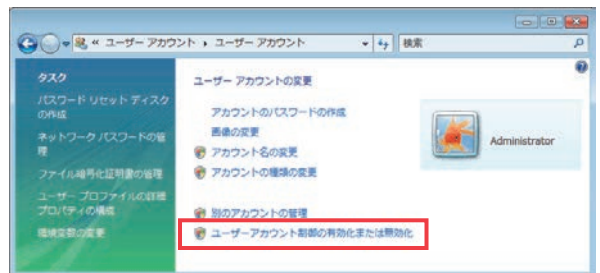 « ユーザー アカウント ▸ ユーザー アカウント
検索
タスク
パスワード リセット ディスク
の作成
ネットワーク パスワードの管
理
ファイル暗号化証明書の管理
ユーザー プロファイルの詳細
プロパティの構成
環境変数の変更
ユーザー アカウントの変更
アカウントのパスワードの作成
画像の変更
アカウント名の変更
アカウントの種類の変更
別のアカウントの管理
ユーザーアカウント制御の有効化または無効化
Administrator